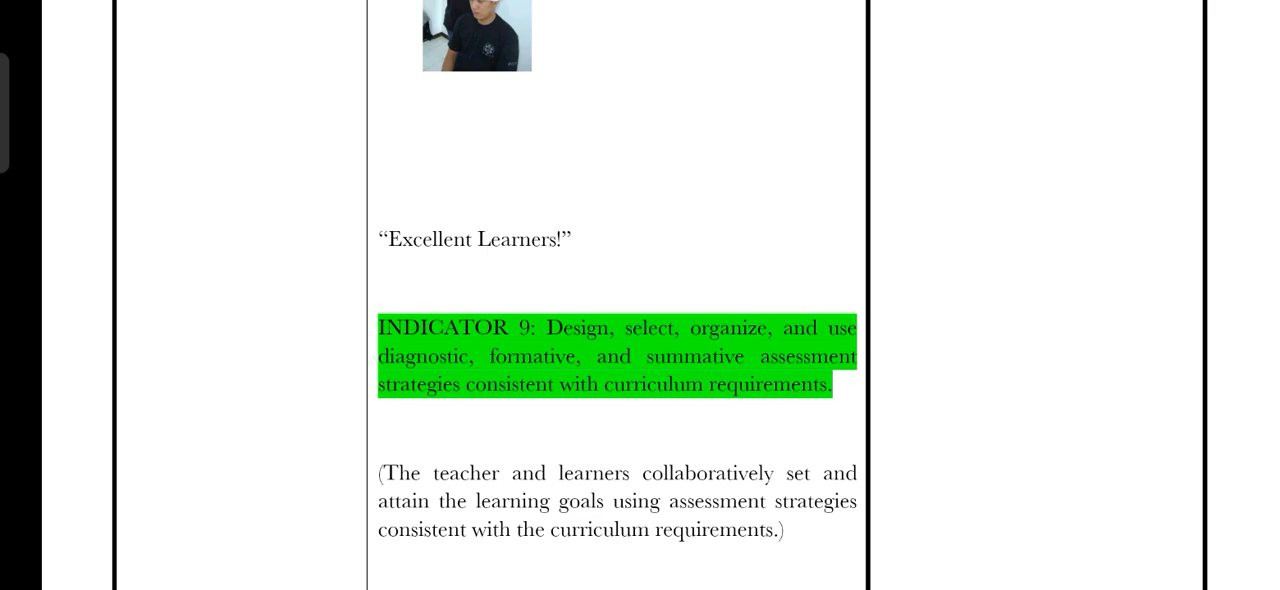 “Excellent Learners!”
INDICATOR 9: Design, select, organize, and use
diagnostic, formative, and summative assessment
strategies consistent with curriculum requirements.
(The teacher and learners collaboratively set and
attain the learning goals using assessment strategies
consistent with the curriculum requirements.)